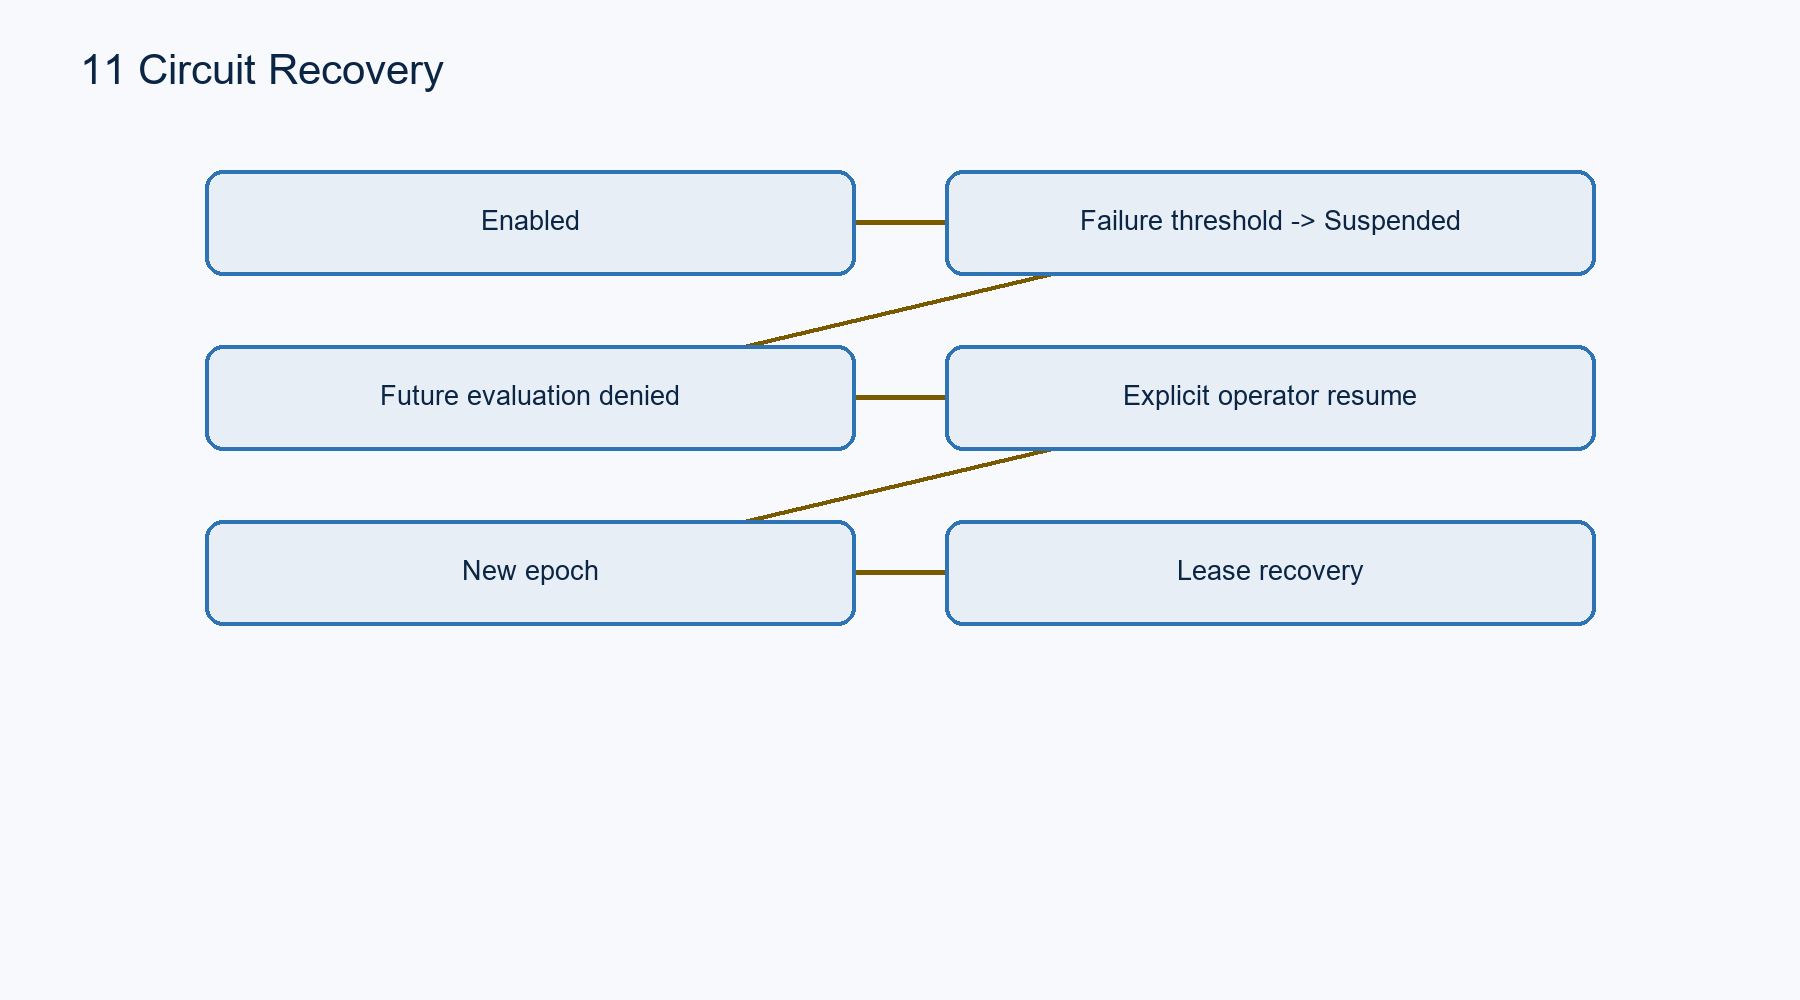 11 Circuit Recovery
Enabled
Failure threshold -> Suspended
Future evaluation denied
Explicit operator resume
New epoch
Lease recovery